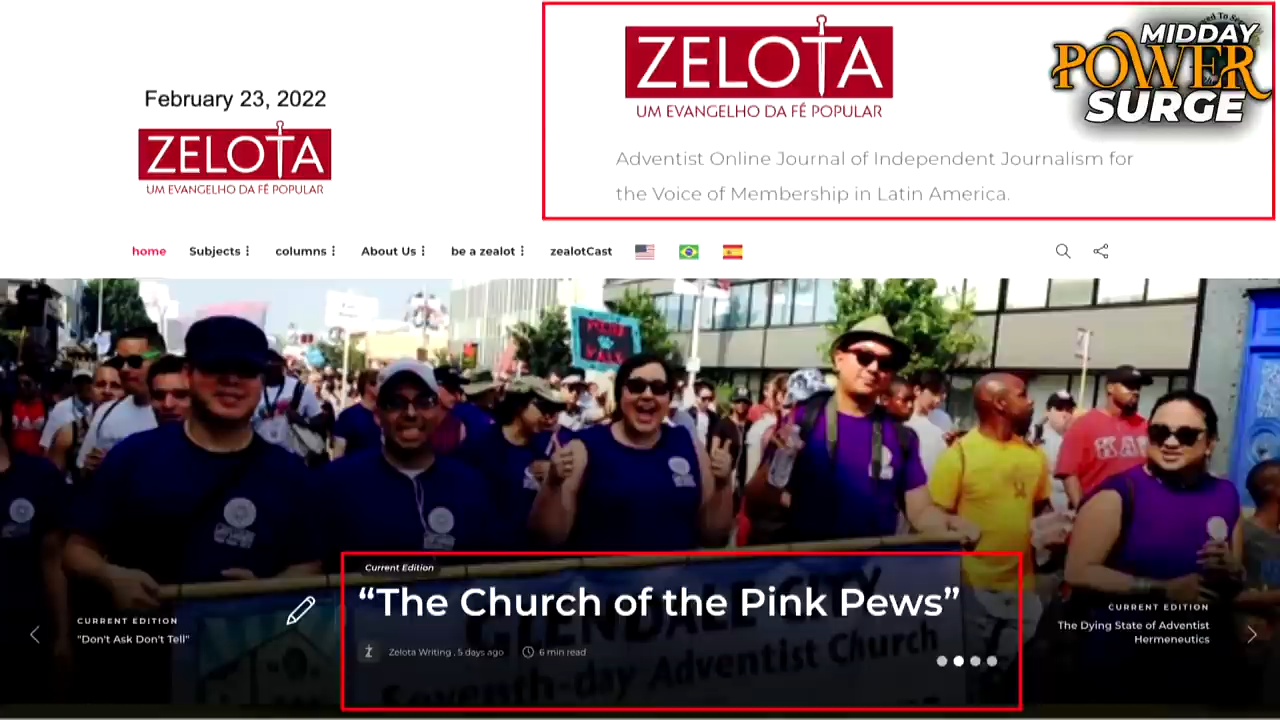 ZELOTA
UM EVANGELHO DA FÉ POPULAR
MIDDAY
POWER
SURGE
Adventist Online Journal of Independent Journalism for
the Voice of Membership in Latin America.
February 23, 2022
ZELOTA
UM EVANGELHO DA FÉ POPULAR
home Subjects columns About Us be a zealot zealotCast
Current Edition
“The Church of the Pink Pews”
Zelota Writing , 5 days ago 6 min read
CURRENT EDITION
"Don't Ask Don't Tell"
CURRENT EDITION
The Dying State of Adventist
Hermeneutics
GLENDALE CITY
Seventh-day Adventist Church